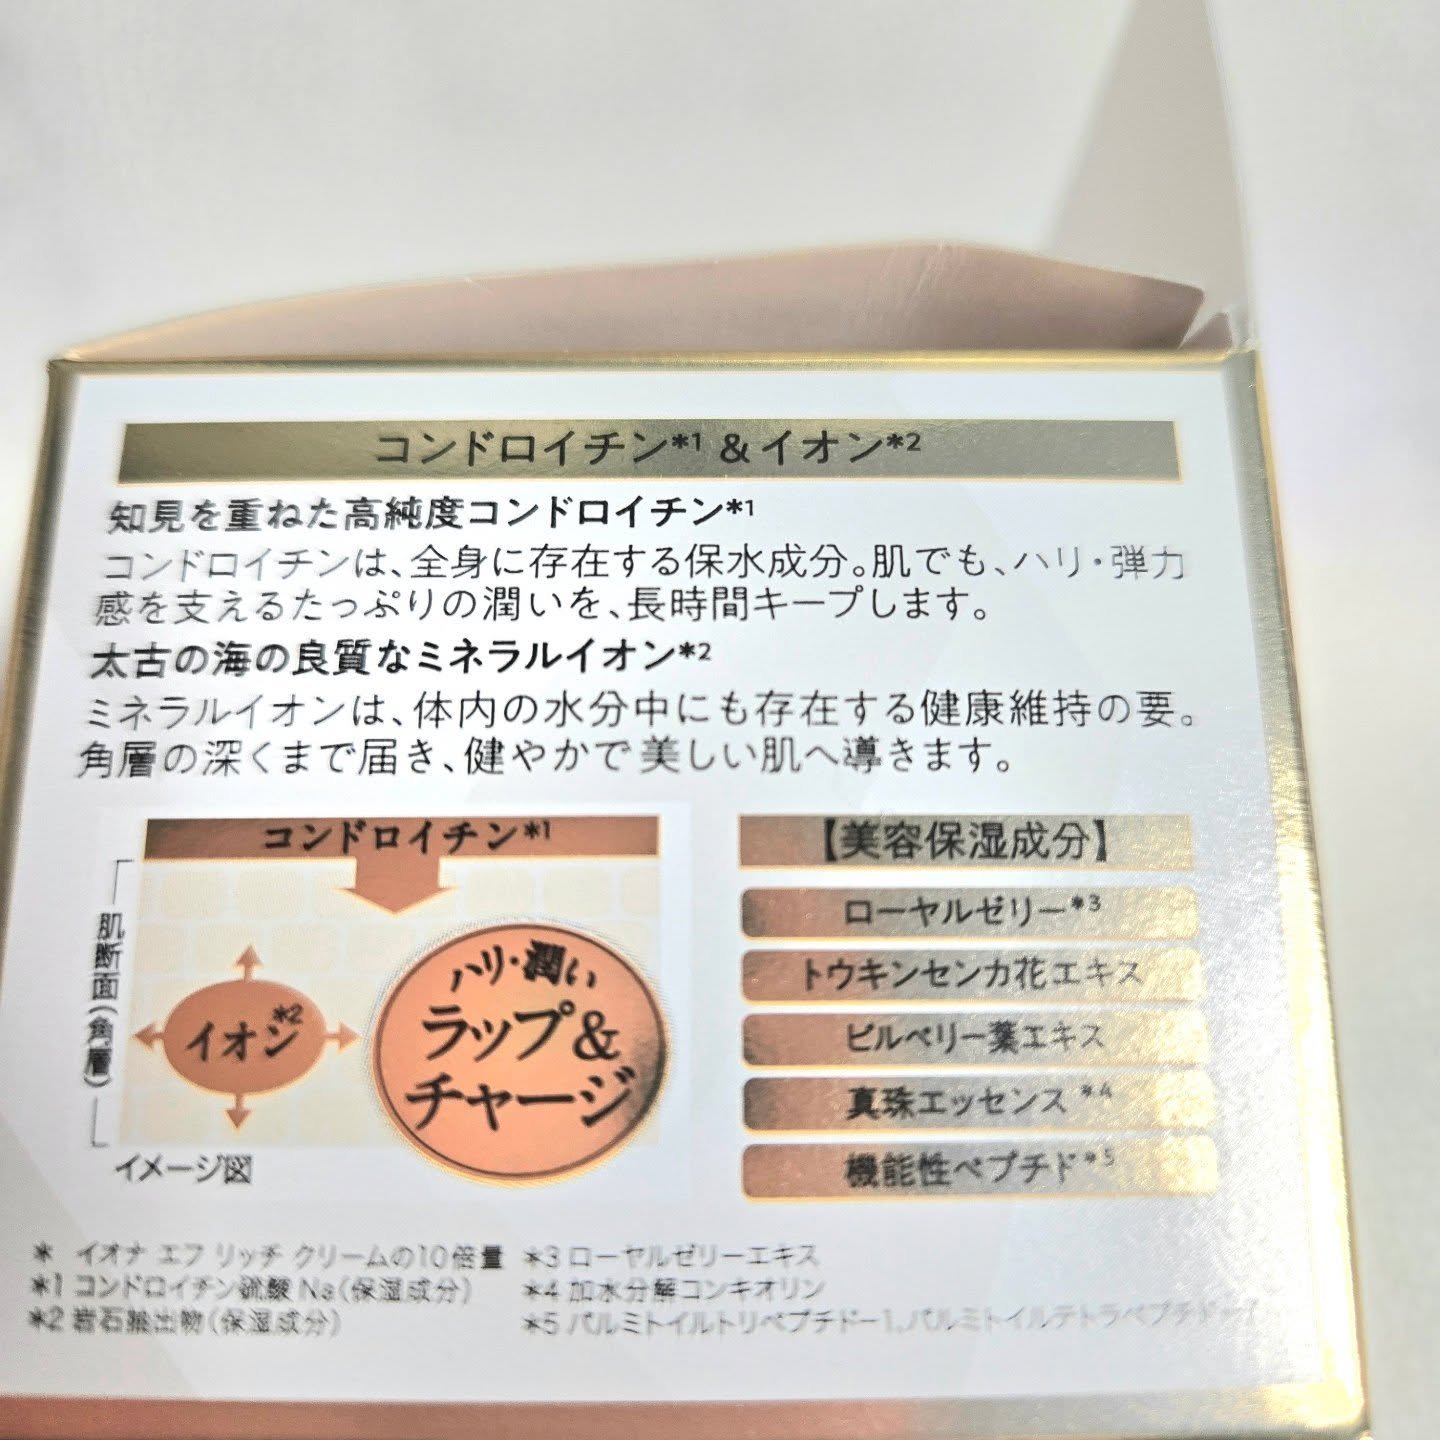 コンドロイチン*1 &イオン*2
知見を重ねた高純度コンドロイチン*1
コンドロイチンは、全身に存在する保水成分。肌でも、ハリ・弾力
感を支えるたっぷりの潤いを、長時間キープします。
太古の海の良質なミネラルイオン*2
ミネラルイオンは、体内の水分中にも存在する健康維持の要。
角層の深くまで届き、健やかで美しい肌へ導きます。
コンドロイチン*1
肌断面(角層)
イオン*2
ハリ・潤い
ラップ&
チャージ
イメージ図
【美容保湿成分】
ローヤルゼリー*3
トウキンセンカ花エキス
ビルベリー葉エキス
真珠エッセンス*4
機能性ペプチド*5
* イオナ エフ リッチ クリームの10倍量
*1 コンドロイチン硫酸 Na(保湿成分)
*2 岩石抽出物(保湿成分)
*3 ローヤルゼリーエキス
*4 加水分解コンキオリン
*5 パルミトイルトリペプチド-1、パルミトイルテトラペプチド-7